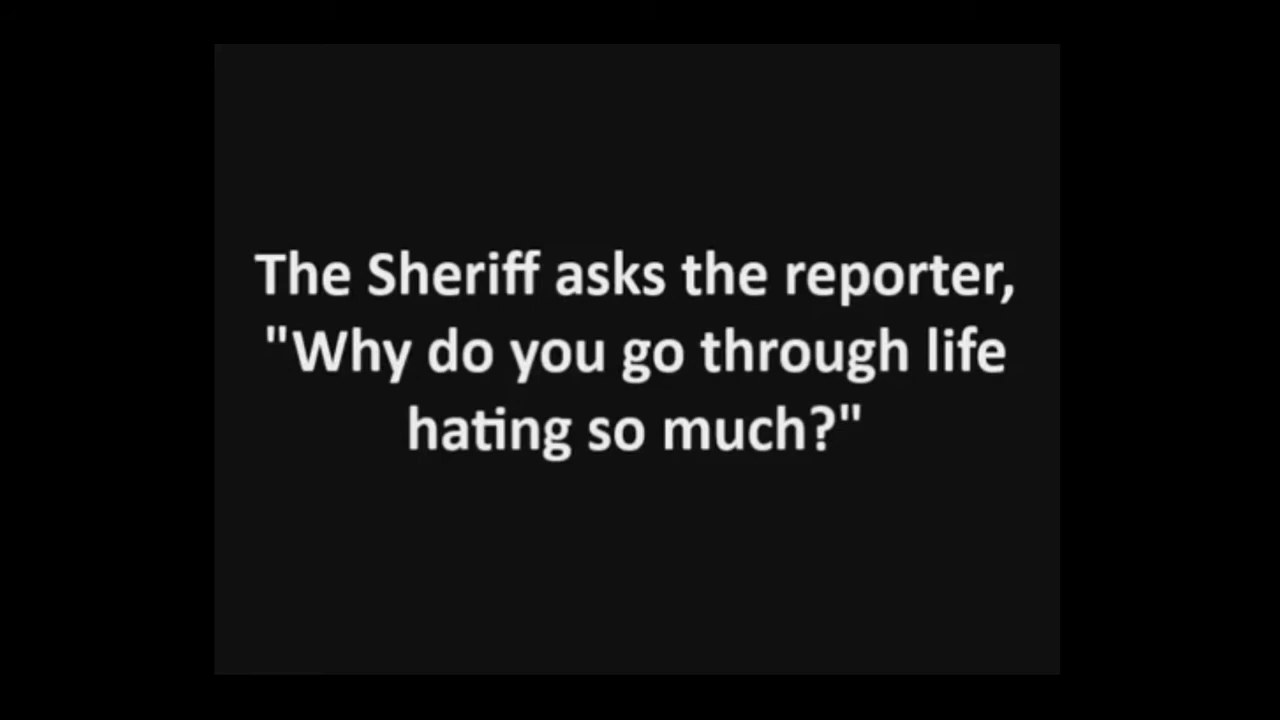 The Sheriff asks the reporter,
"Why do you go through life
hating so much?"